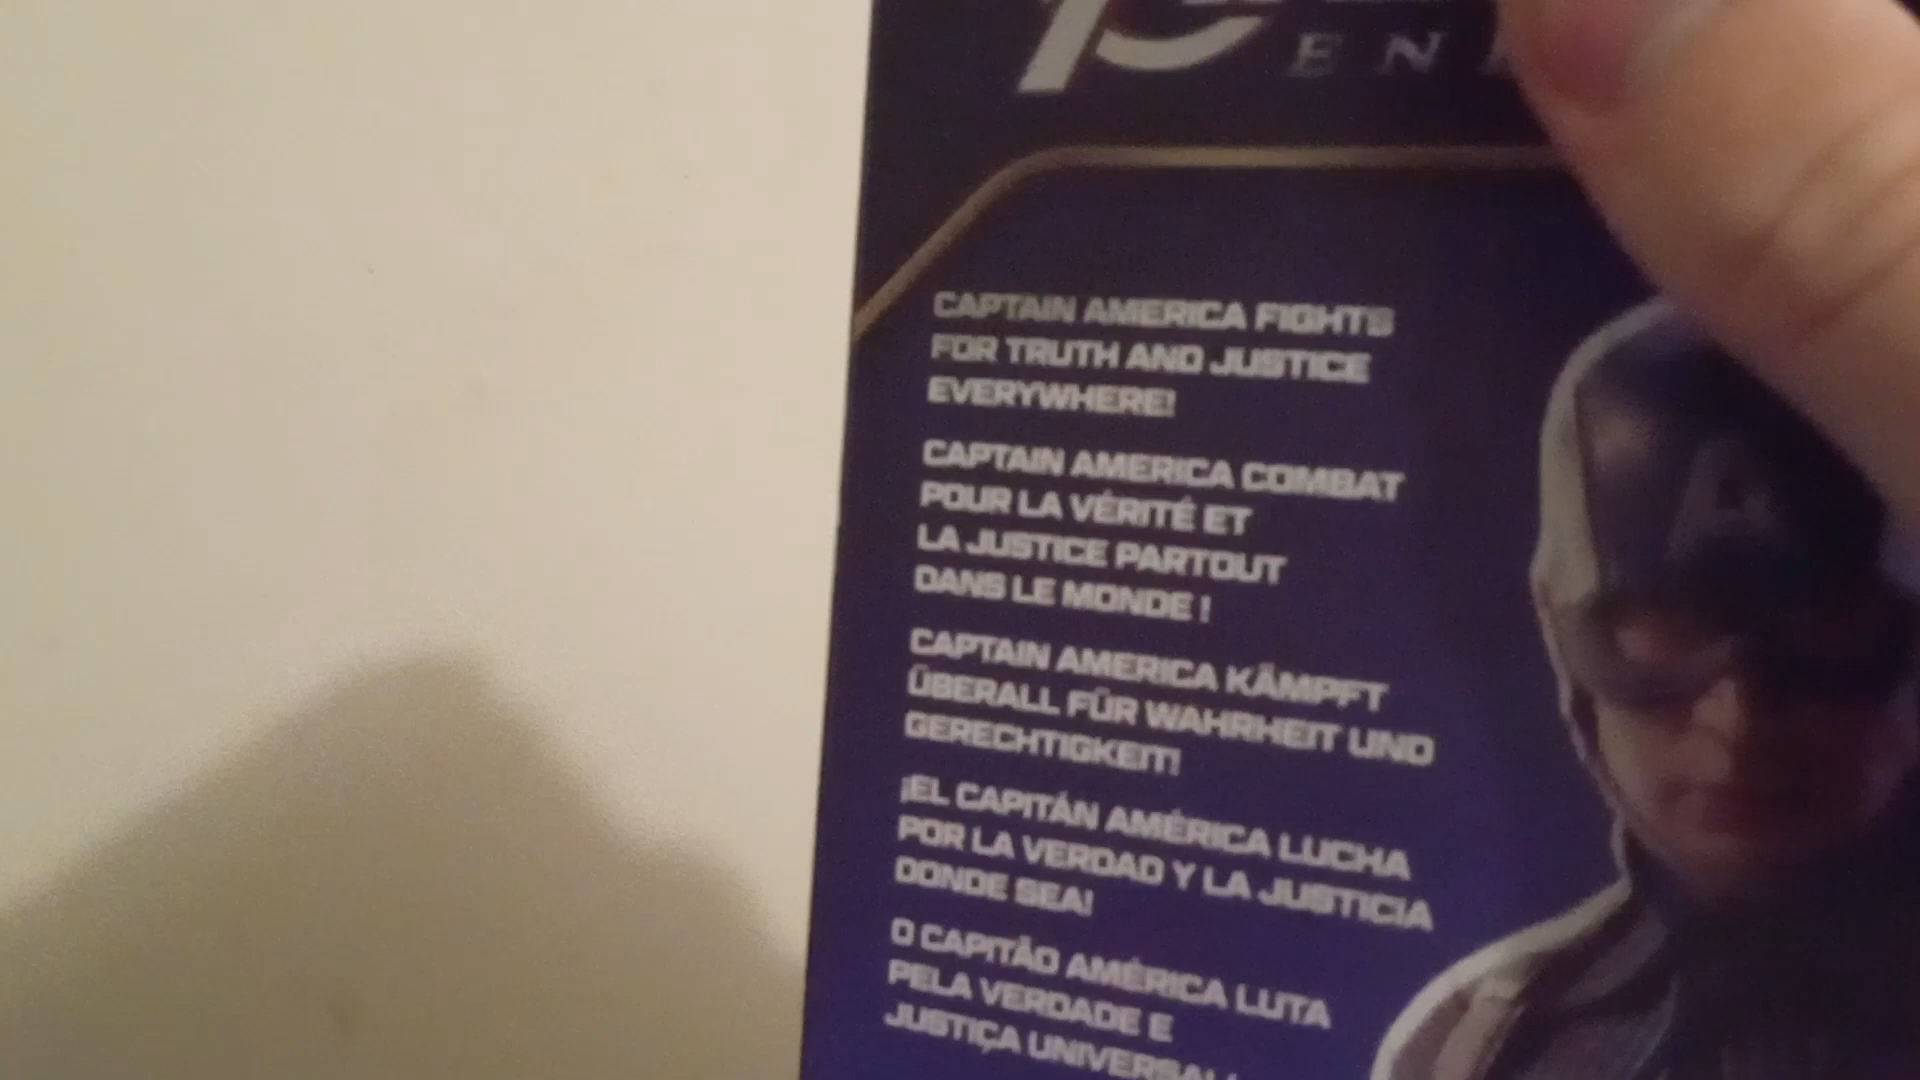 EN
CAPTAIN AMERICA FIGHTS
FOR TRUTH AND JUSTICE
EVERYWHERE!
CAPTAIN AMERICA COMBAT
POUR LA VÉRITÉ ET
LA JUSTICE PARTOUT
DANS LE MONDE !
CAPTAIN AMERICA KÄMPFT
ÜBERALL FÜR WAHRHEIT UND
GERECHTIGKEIT!
¡EL CAPITÁN AMÉRICA LUCHA
POR LA VERDAD Y LA JUSTICIA
DONDE SEA!
O CAPITÃO AMÉRICA LUTA
PELA VERDADE E
JUSTIÇA UNIVERSAL!